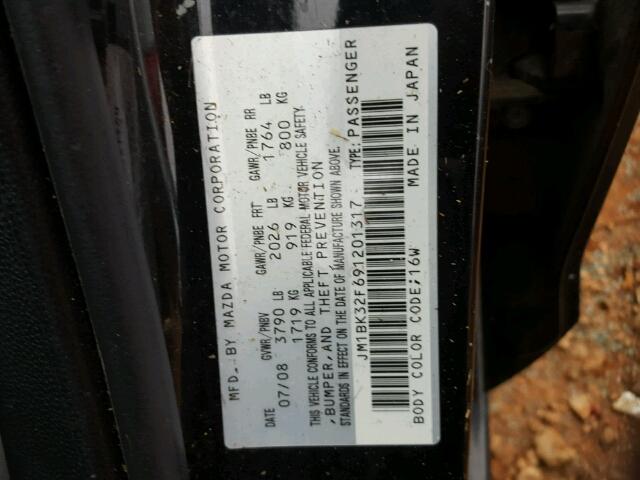 MFD. BY MAZDA MOTOR CORPORATION
DATE GVWR/PNBV GAWR/PNBE FRT GAWR/PNBE RR
07/08 3790 LB 2026 LB 1764 LB
1719 KG 919 KG 800 KG
THIS VEHICLE CONFORMS TO ALL APPLICABLE FEDERAL MOTOR VEHICLE SAFETY
, BUMPER, AND THEFT PREVENTION
STANDARDS IN EFFECT ON THE DATE OF MANUFACTURE SHOWN ABOVE.
JM1BK32F691201317 TYPE: PASSENGER
BODY COLOR CODE;16W MADE IN JAPAN